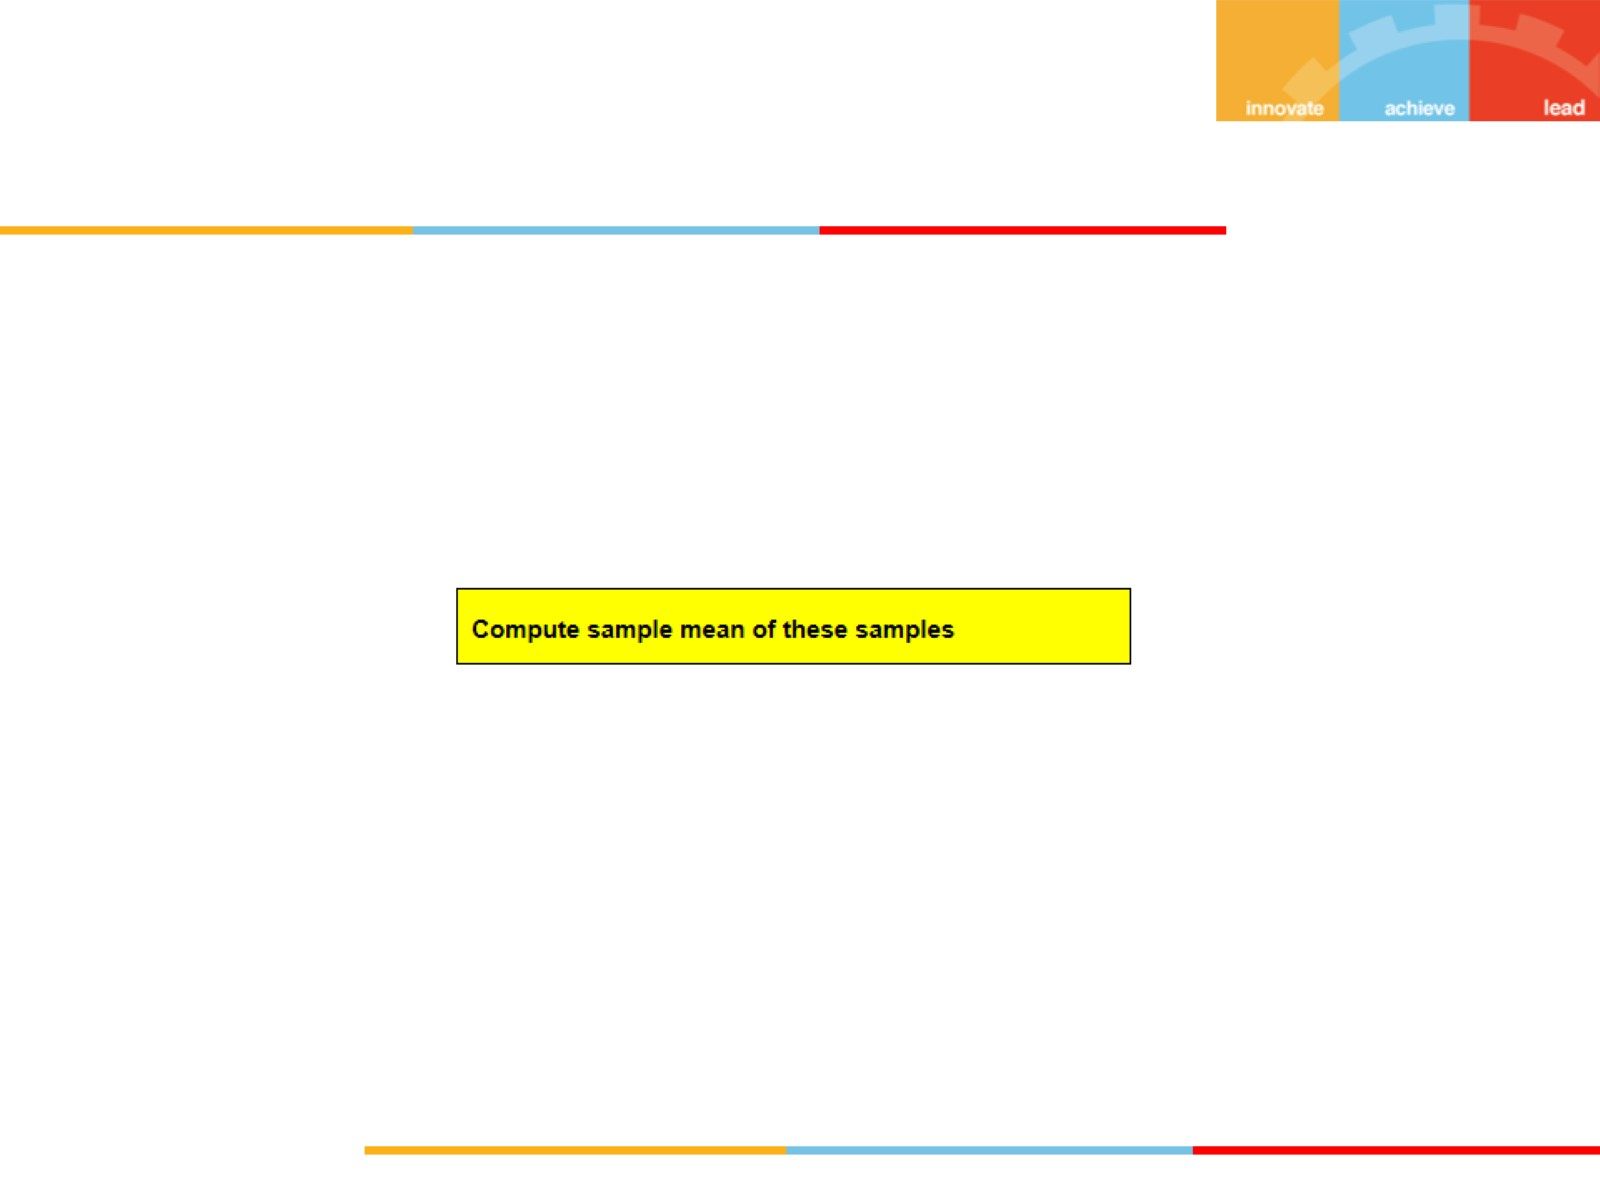 innovate achieve lead
Compute sample mean of these samples